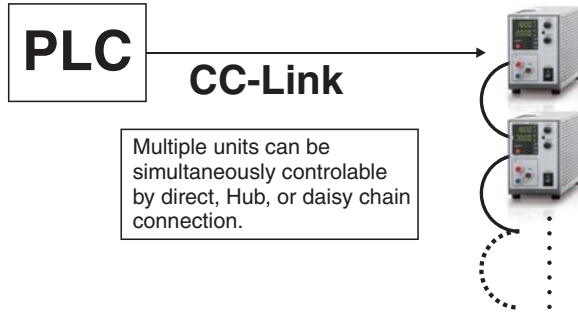 PLC
CC-Link
Multiple units can be
simultaneously controlable
by direct, Hub, or daisy chain
connection.